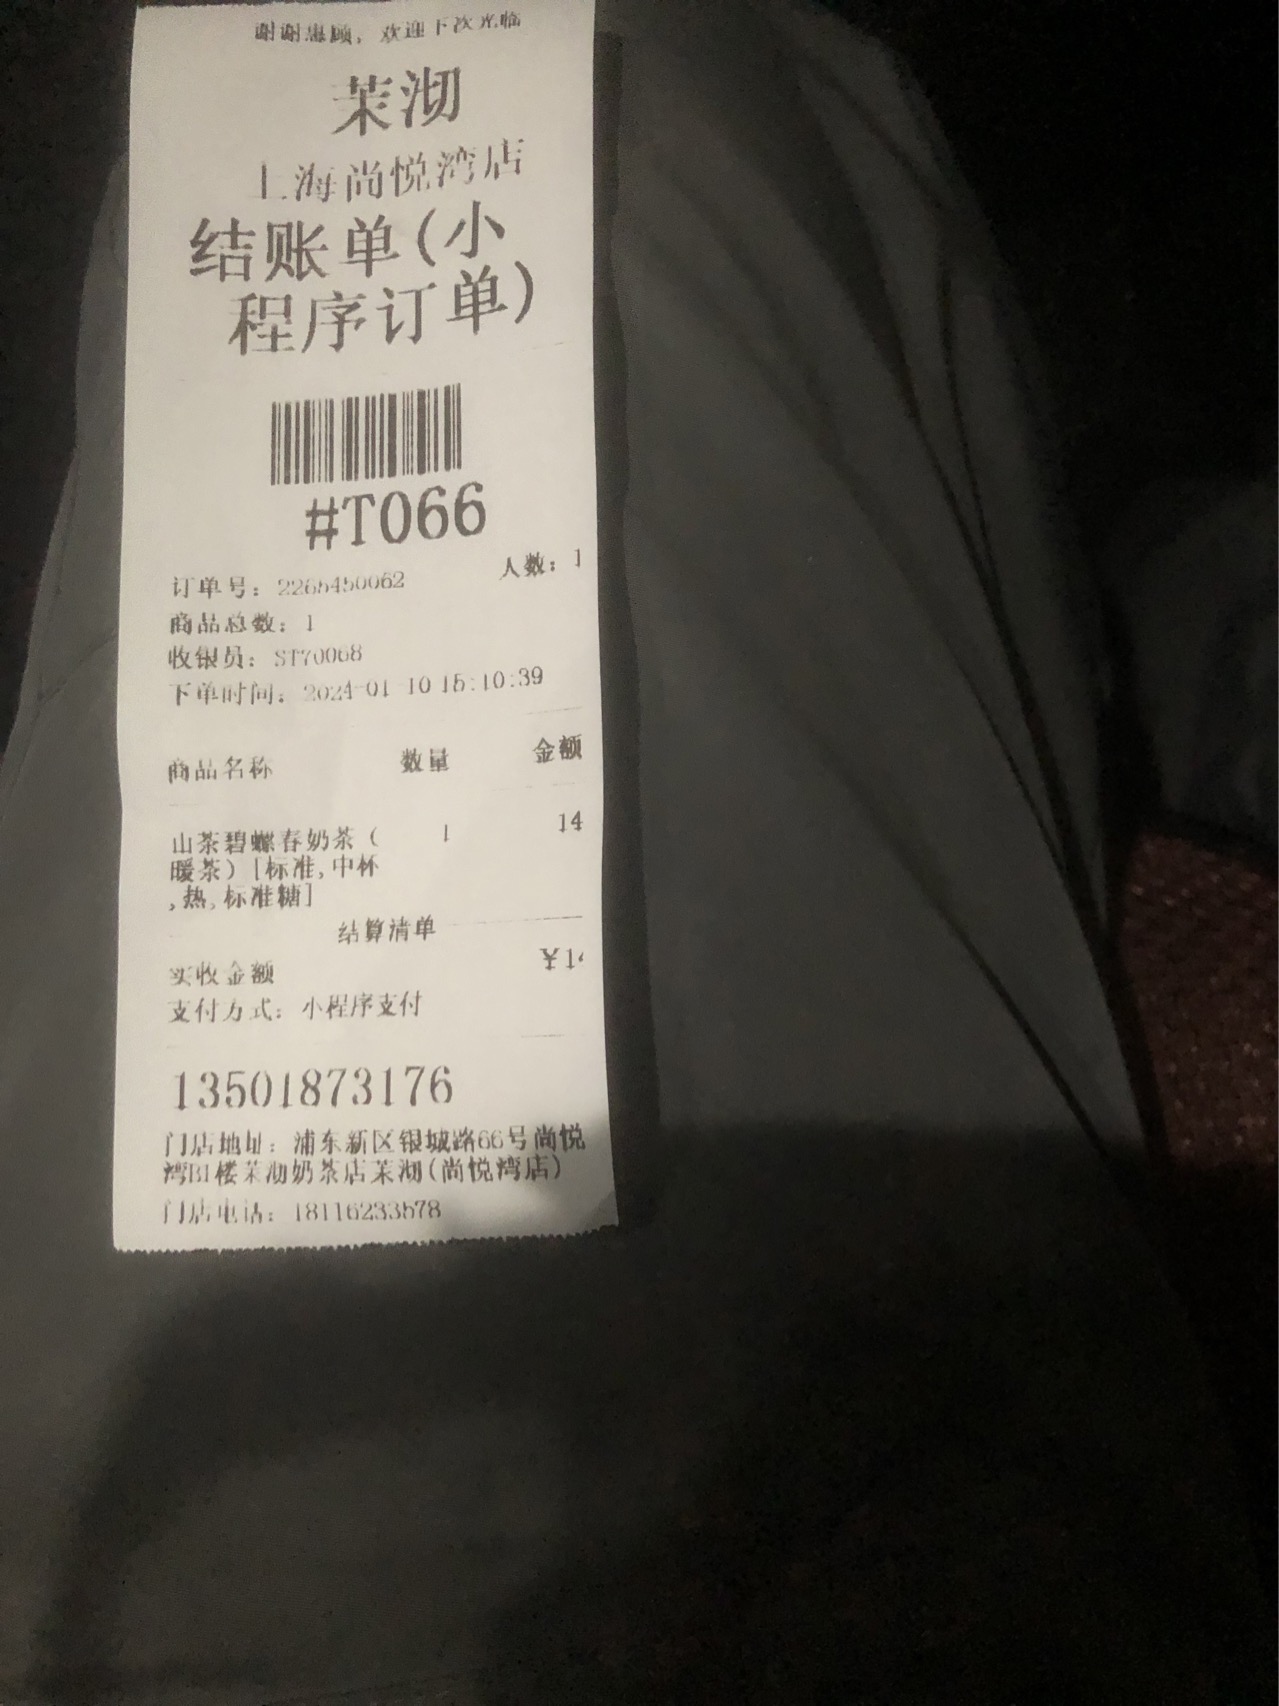 谢谢惠顾，欢迎下次光临
茉沏
上海尚悦湾店
结账单(小
程序订单)
#T066
人数：1
订单号：2265450062
商品总数：1
收银员：ST70068
下单时间：2024-01-10 15:10:39
商品名称 数量 金额
山茶碧螺春奶茶（ 1 14
暖茶）[标准,中杯
,热,标准糖]
结算清单
实收金额 ¥14
支付方式：小程序支付
13501873176
门店地址：浦东新区银城路66号尚悦
湾B1楼茉沏奶茶店茉沏(尚悦湾店)
门店电话：18116233578